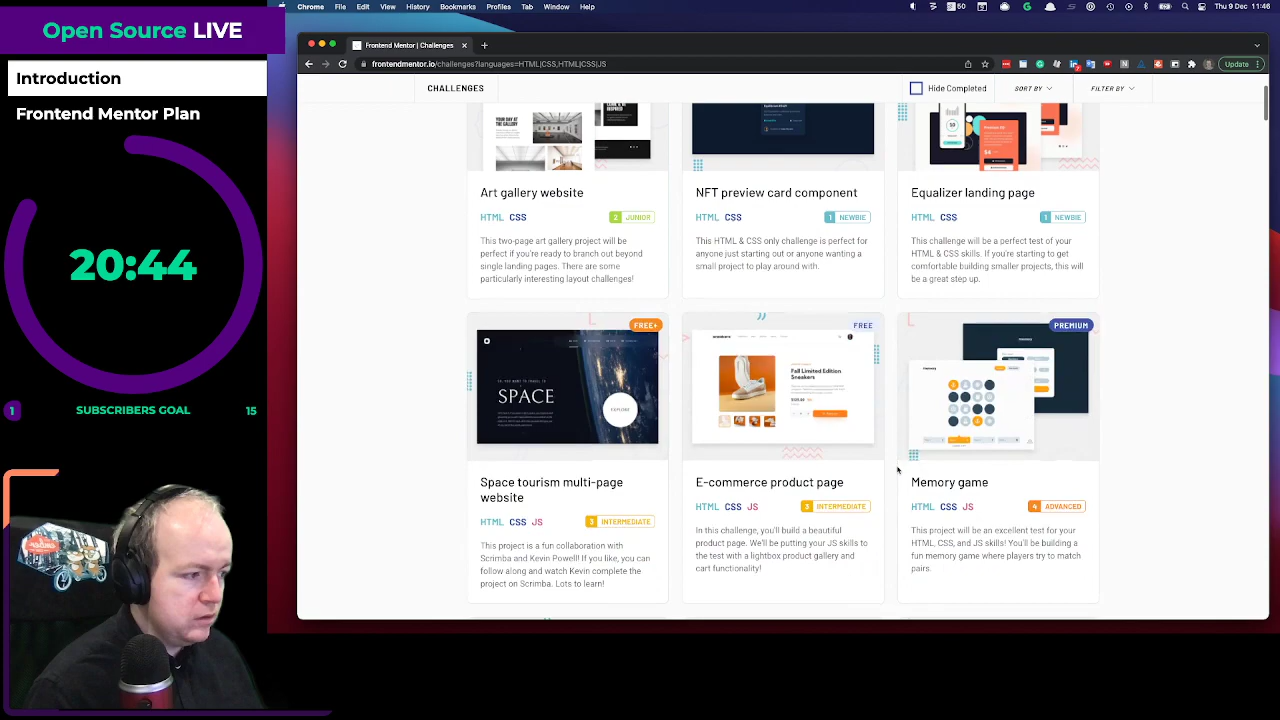 Open Source LIVE
Introduction
Frontend Mentor Plan
20:44
1 SUBSCRIBERS GOAL 15
Chrome File Edit View History Bookmarks Profiles Tab Window Help
Thu 9 Dec 11:46
Frontend Mentor | Challenges
frontendmentor.io/challenges?languages=HTML|CSS,HTML|CSS|JS
Update
CHALLENGES
Hide Completed
SORT BY
FILTER BY
YOUR DAY AT
THE GALLERY
Art gallery website
HTML CSS
2 JUNIOR
This two-page art gallery project will be
perfect if you're ready to branch out beyond
single landing pages. There are some
particularly interesting layout challenges!
NFT preview card component
HTML CSS
1 NEWBIE
This HTML & CSS only challenge is perfect for
anyone just starting out or anyone wanting a
small project to play around with.
Equalizer landing page
HTML CSS
1 NEWBIE
This challenge will be a perfect test of your
HTML & CSS skills. If you're starting to get
comfortable building smaller projects, this will
be a great step up.
FREE+
SPACE
EXPLORE
Space tourism multi-page
website
HTML CSS JS
3 INTERMEDIATE
This project is a fun collaboration with
Scrimba and Kevin Powell! If you like, you can
follow along and watch Kevin complete the
project on Scrimba. Lots to learn!
FREE
Fall Limited Edition
Sneakers
E-commerce product page
HTML CSS JS
3 INTERMEDIATE
In this challenge, you'll build a beautiful
product page. We'll be putting your JS skills to
the test with a lightbox product gallery and
cart functionality!
PREMIUM
Memory game
HTML CSS JS
4 ADVANCED
This project will be an excellent test for your
HTML, CSS, and JS skills! You'll be building a
fun memory game where players try to match
pairs.